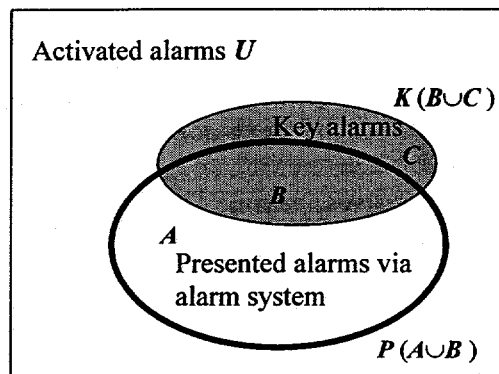 Activated alarms U
K (B∪C)
Key alarms
C
B
A
Presented alarms via
alarm system
P (A∪B)